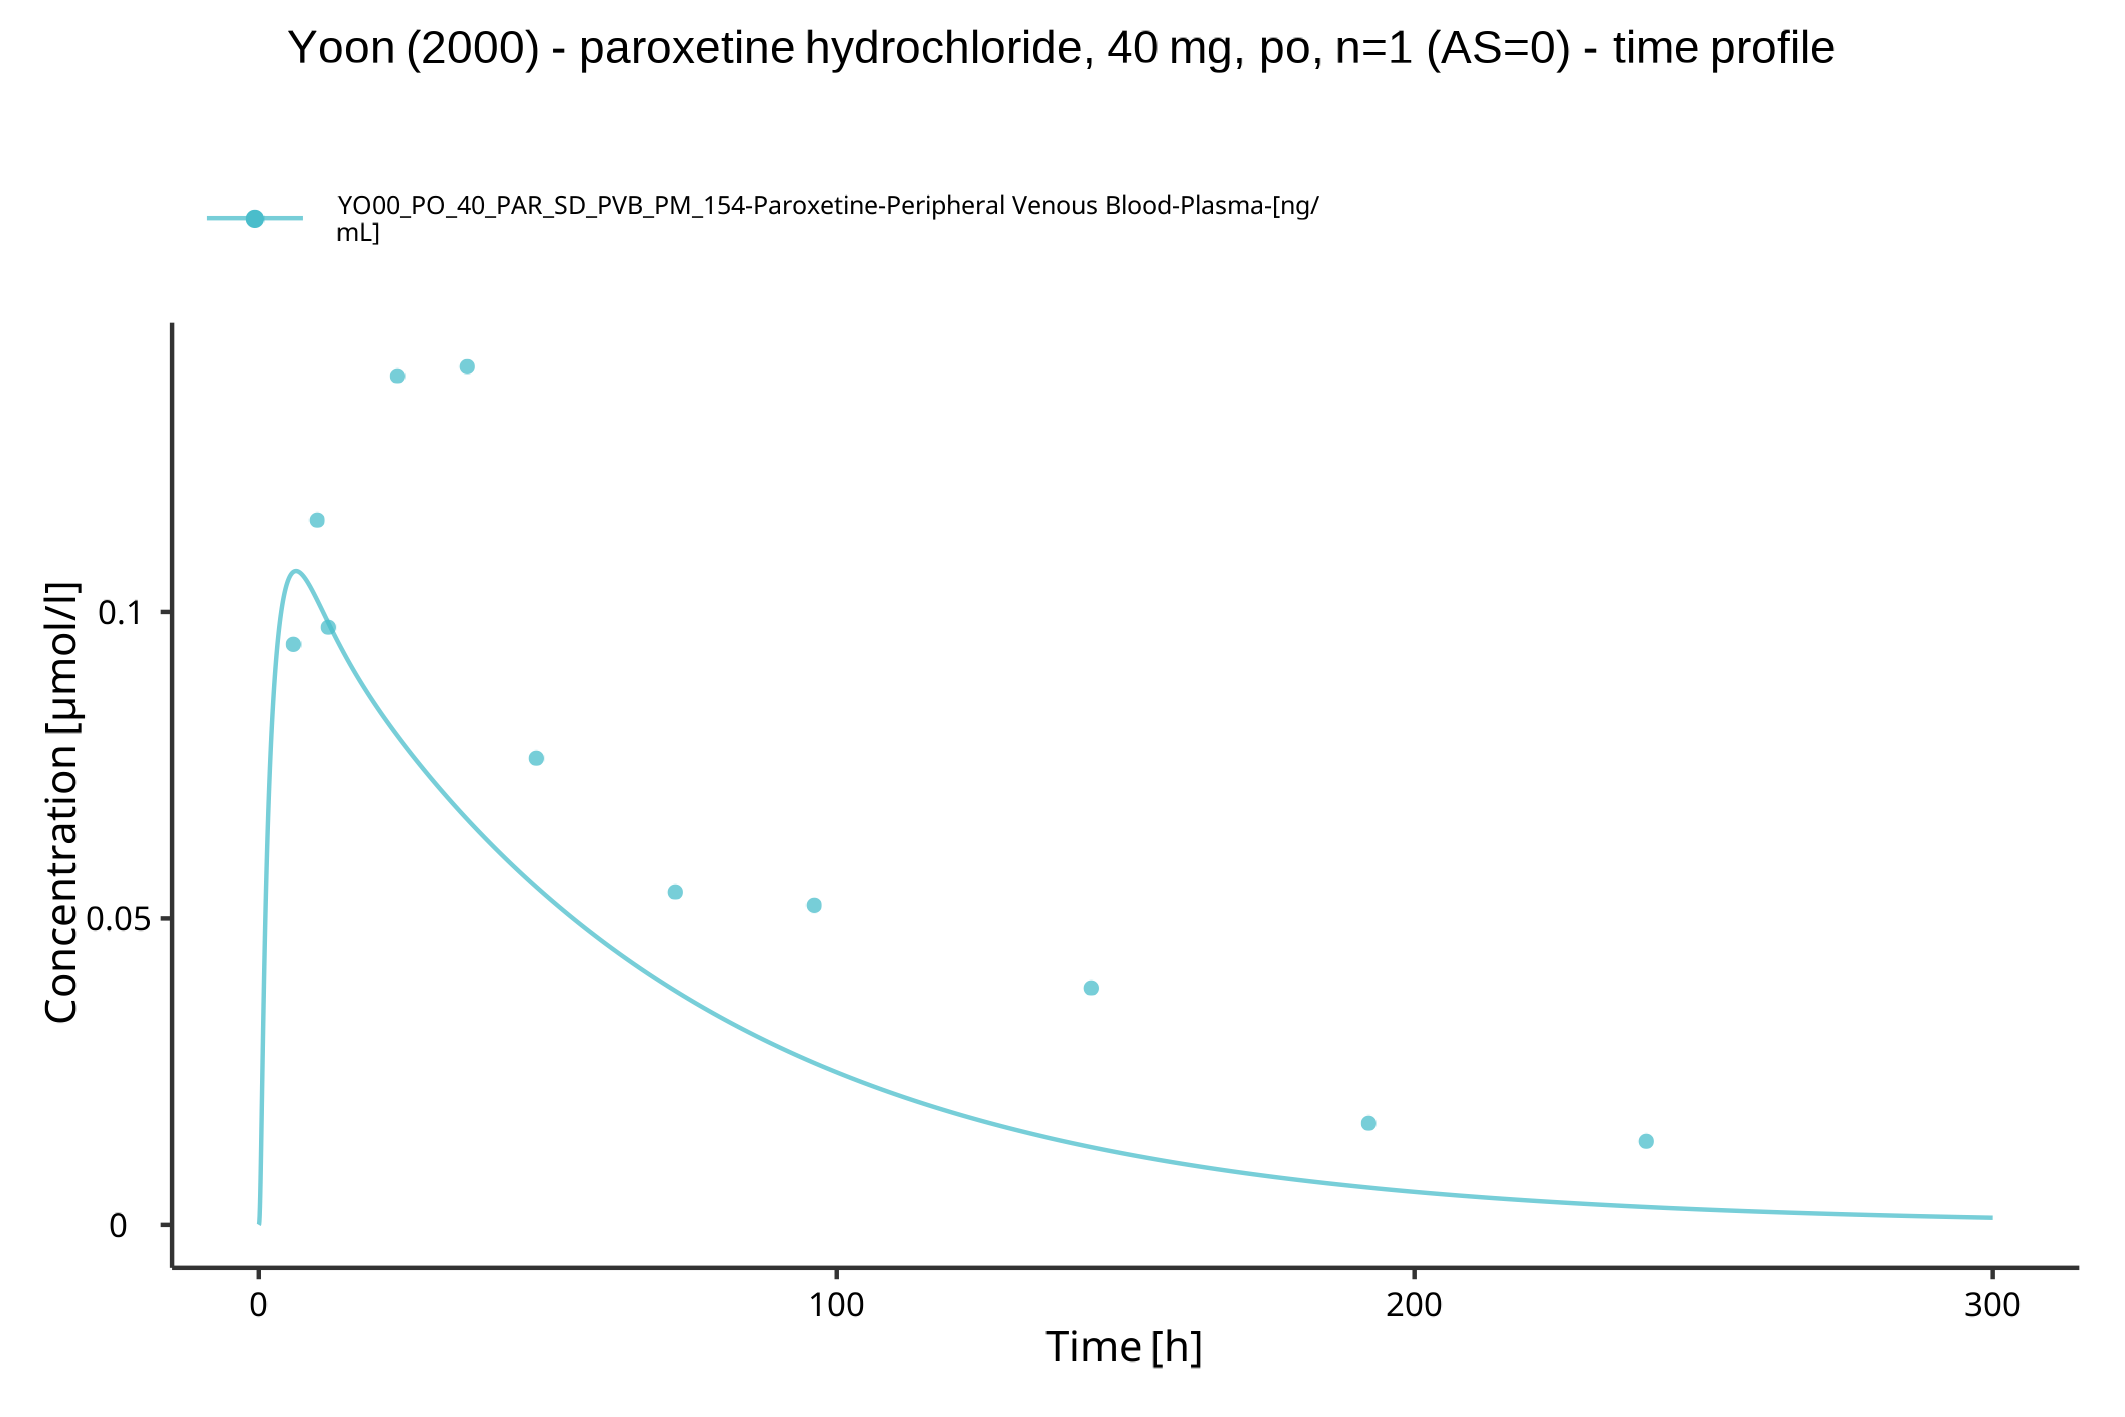 Yoon (2000) - paroxetine hydrochloride, 40 mg, po, n=1 (AS=0) - time profile
YO00_PO_40_PAR_SD_PVB_PM_154-Paroxetine-Peripheral Venous Blood-Plasma-[ng/
mL]
Concentration [µmol/l]
0.1
0.05
0
0
100
200
300
Time [h]